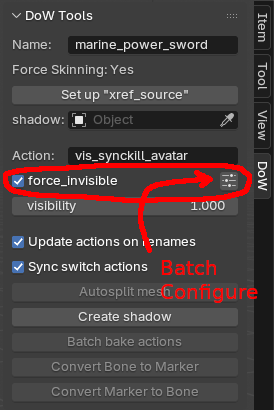 DoW Tools
Name: marine_power_sword
Force Skinning: Yes
Set up "xref_source"
shadow: Object
Action: vis_synckill_avatar
force_invisible
visibility 1.000
Update actions on renames
Sync switch actions
Batch
Configure
Autosplit mesh
Create shadow
Batch bake actions
Convert Bone to Marker
Convert Marker to Bone
Item
Tool
View
DoW